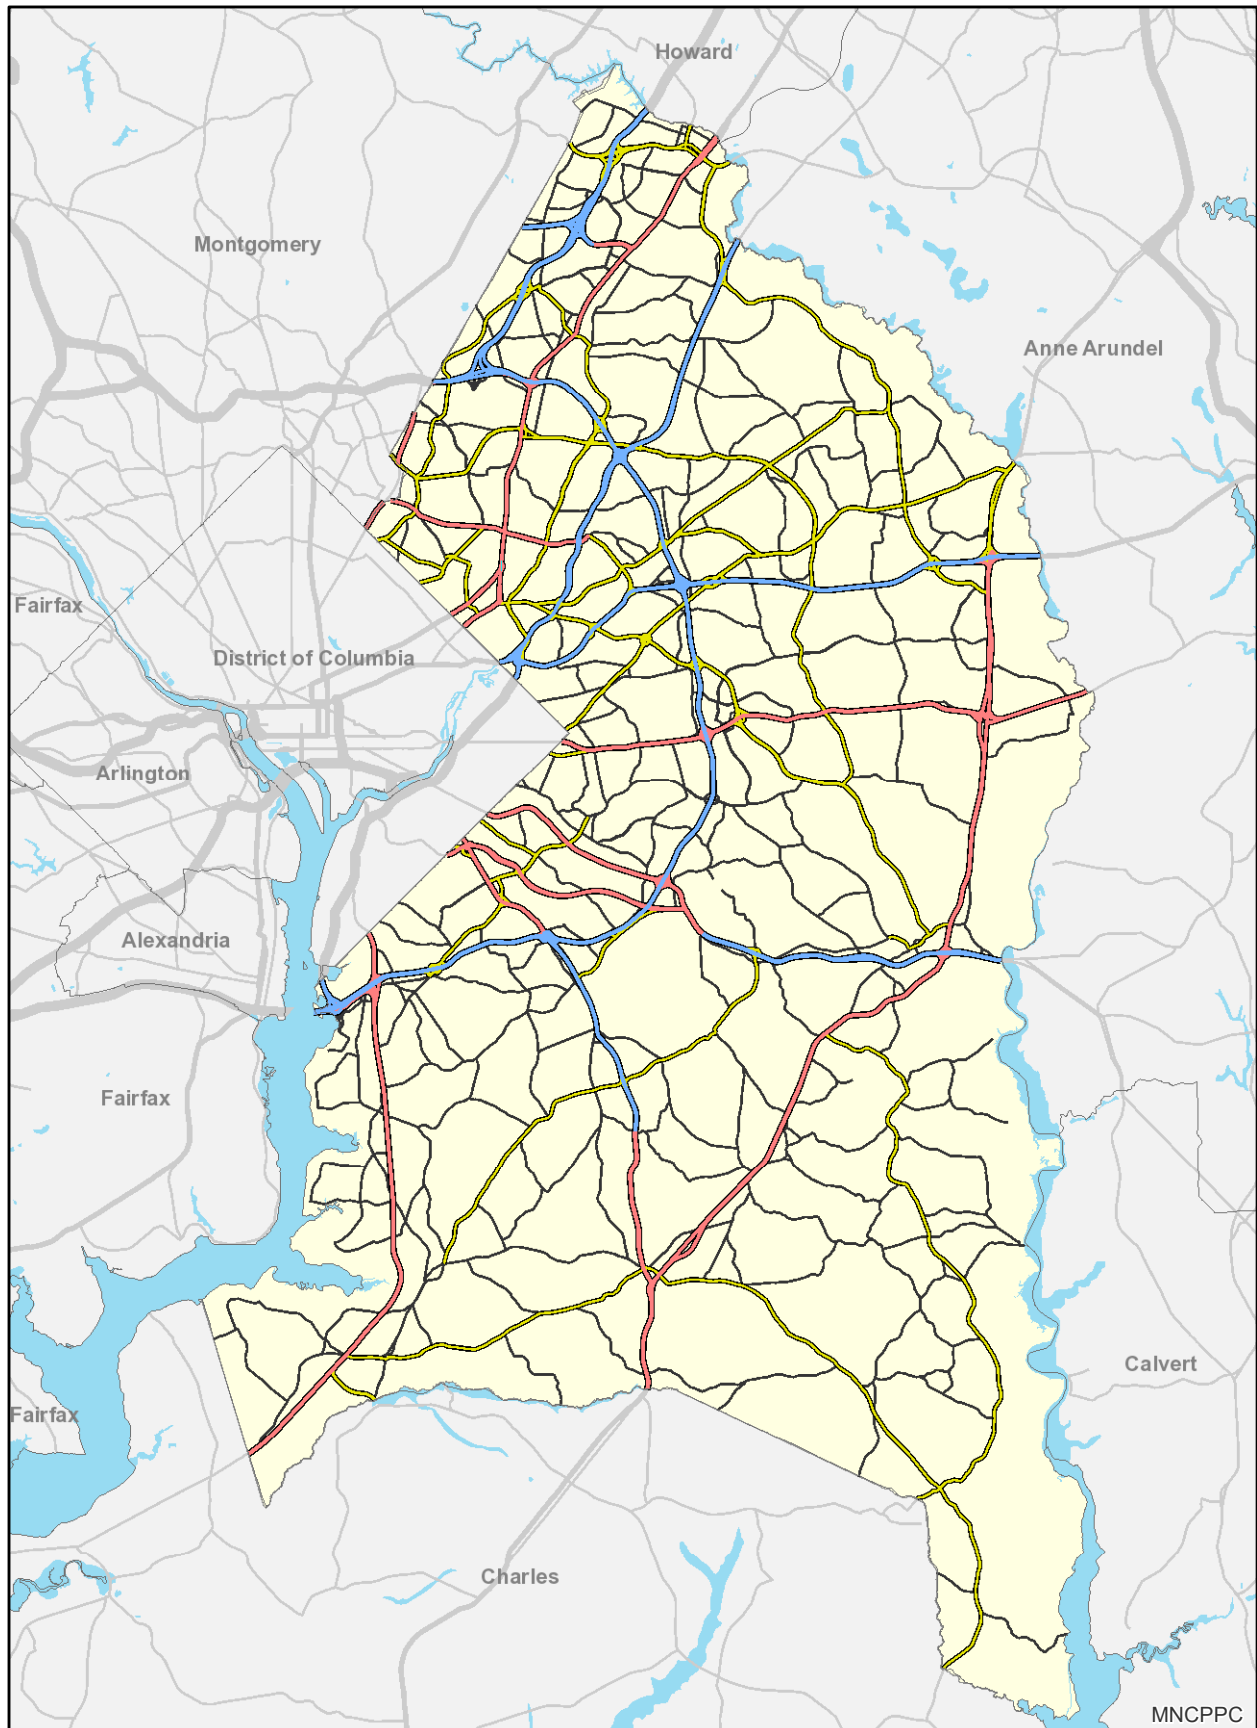 Howard
Montgomery
Anne Arundel
Fairfax
District of Columbia
Arlington
Alexandria
Fairfax
Calvert
Fairfax
Charles
MNCPPC